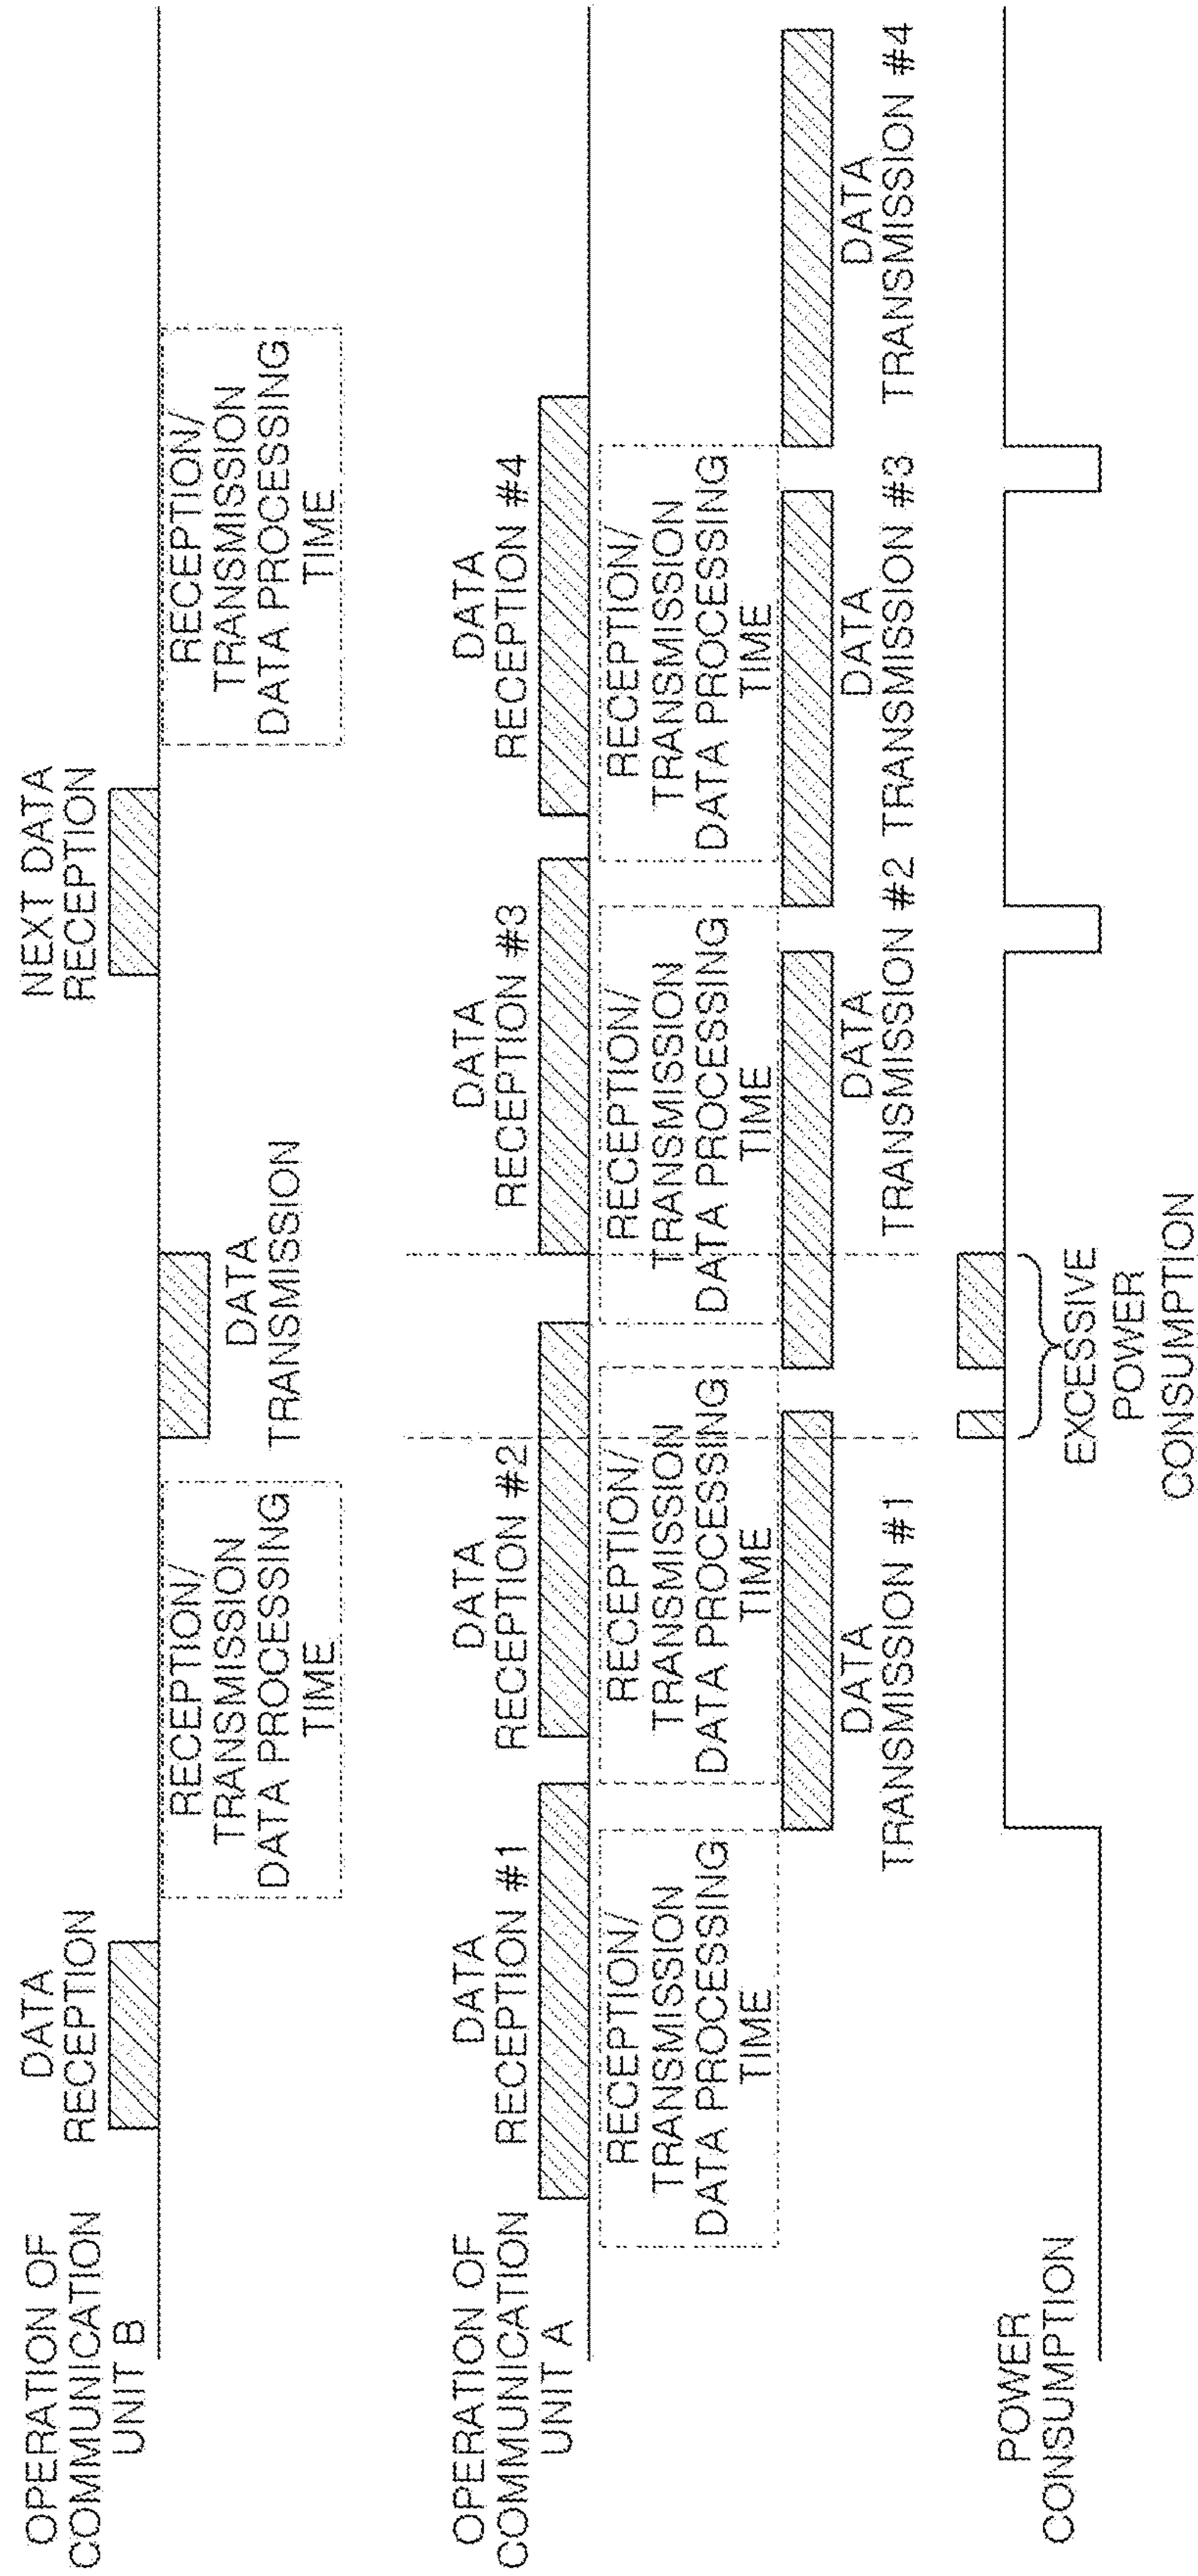 OPERATION OF
COMMUNICATION
UNIT B
DATA
RECEPTION
NEXT DATA
RECEPTION
RECEPTION/
TRANSMISSION
DATA PROCESSING
TIME
DATA
TRANSMISSION
RECEPTION/
TRANSMISSION
DATA PROCESSING
TIME
OPERATION OF
COMMUNICATION
UNIT A
DATA
RECEPTION #1
DATA
RECEPTION #2
DATA
RECEPTION #3
DATA
RECEPTION #4
RECEPTION/
TRANSMISSION
DATA PROCESSING
TIME
RECEPTION/
TRANSMISSION
DATA PROCESSING
TIME
RECEPTION/
TRANSMISSION
DATA PROCESSING
TIME
RECEPTION/
TRANSMISSION
DATA PROCESSING
TIME
DATA
TRANSMISSION #1
DATA
TRANSMISSION #2
DATA
TRANSMISSION #3
DATA
TRANSMISSION #4
POWER
CONSUMPTION
EXCESSIVE
POWER
CONSUMPTION